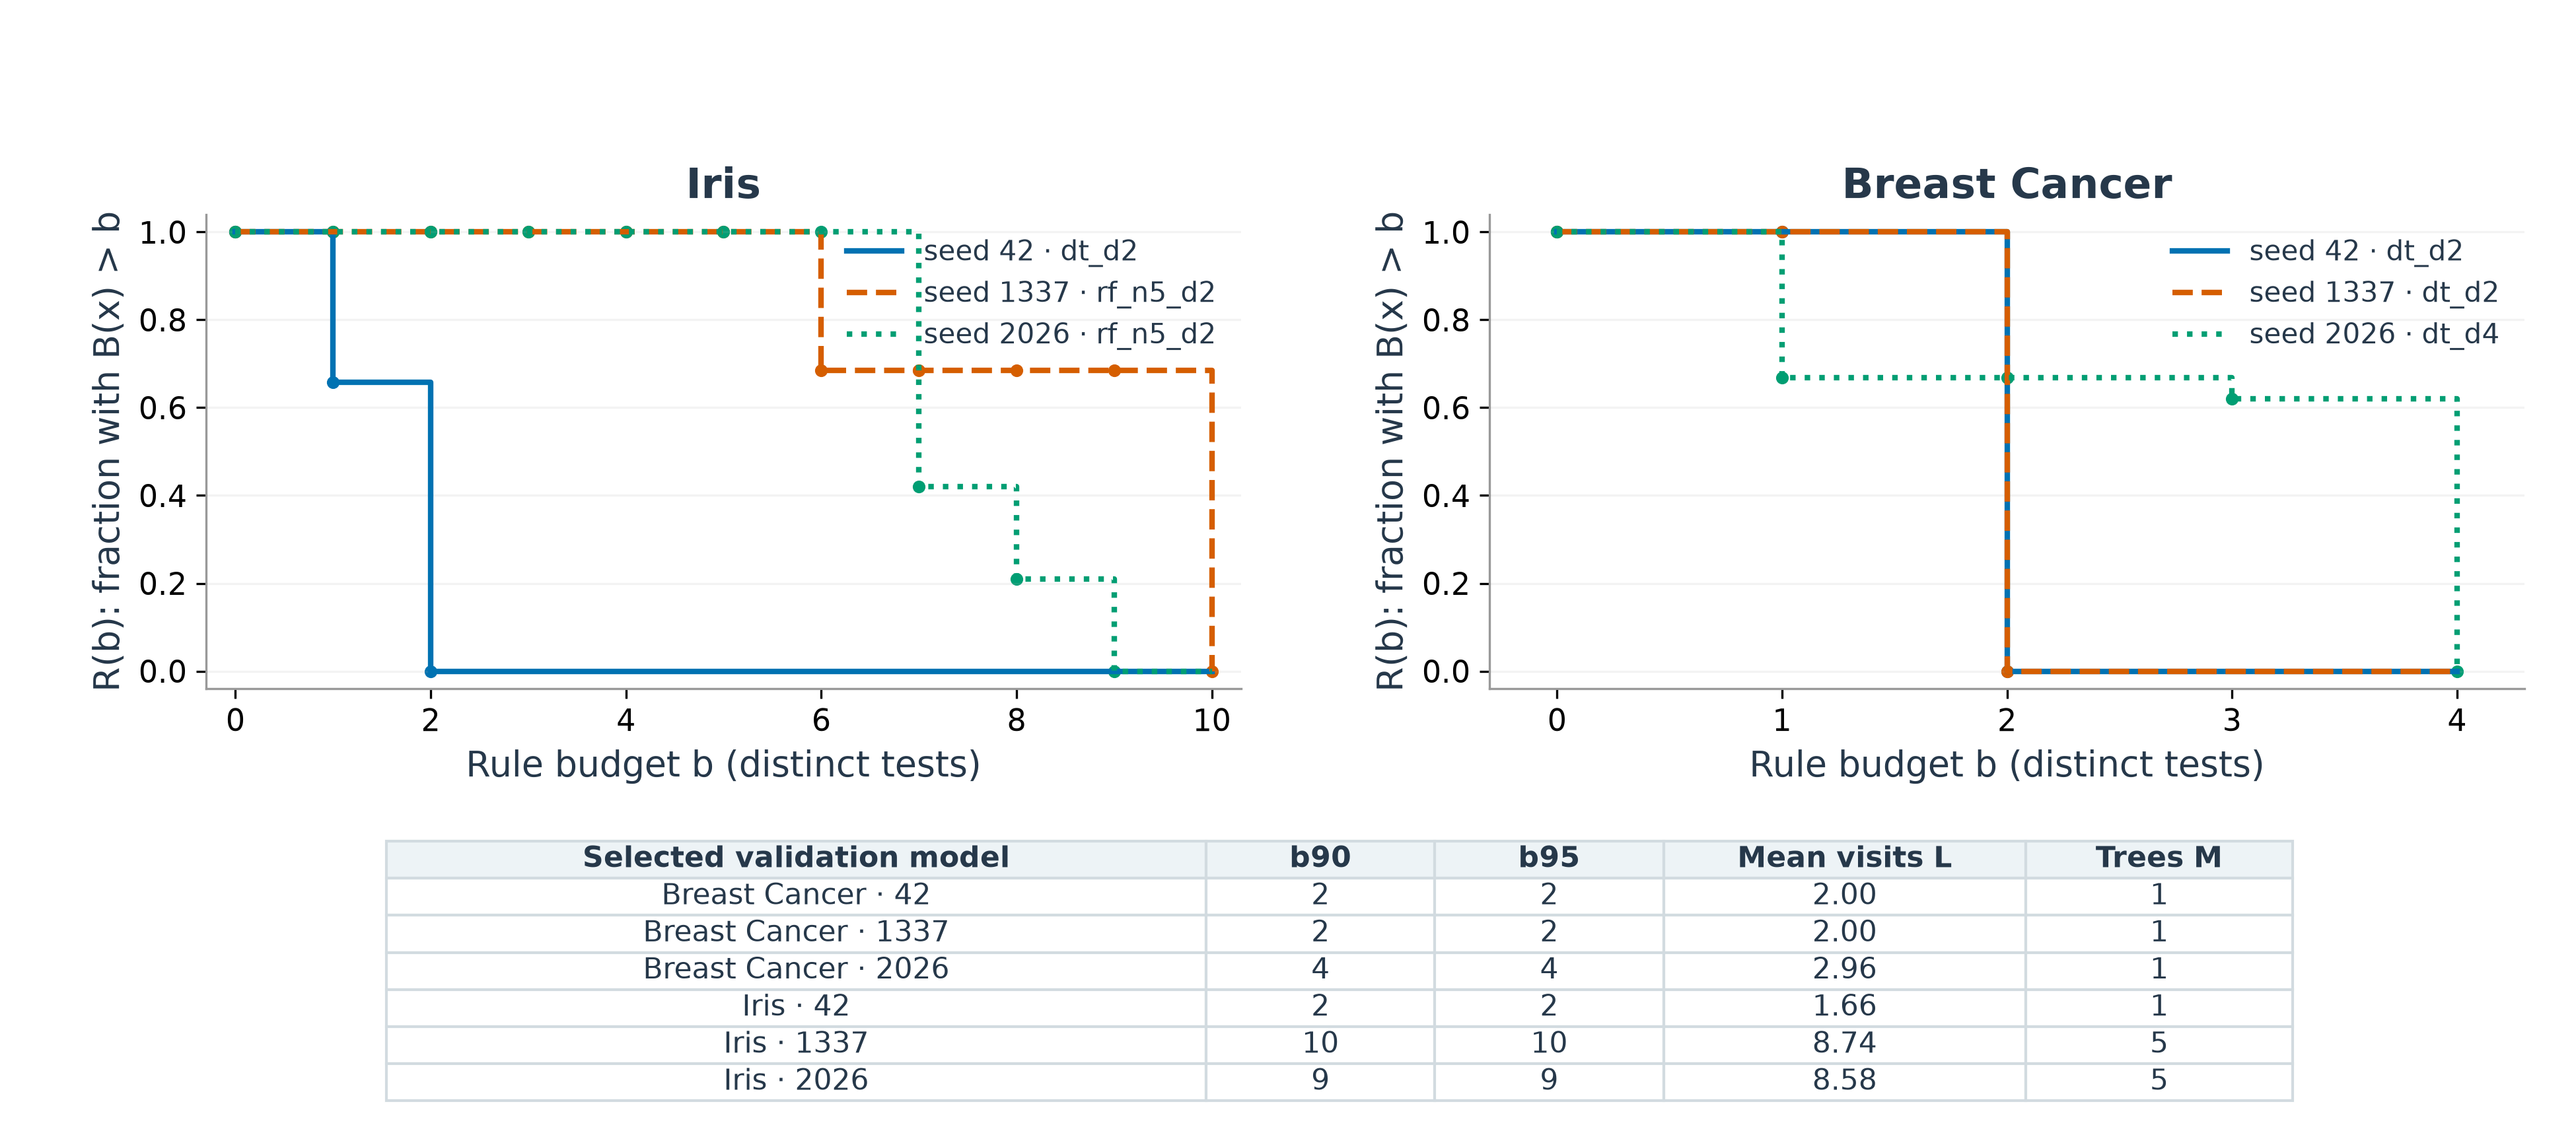 Iris
R(b): fraction with B(x) > b
1.0
0.8
0.6
0.4
0.2
0.0
0 2 4 6 8 10
Rule budget b (distinct tests)
seed 42 · dt_d2
seed 1337 · rf_n5_d2
seed 2026 · rf_n5_d2
Breast Cancer
R(b): fraction with B(x) > b
1.0
0.8
0.6
0.4
0.2
0.0
0 1 2 3 4
Rule budget b (distinct tests)
seed 42 · dt_d2
seed 1337 · dt_d2
seed 2026 · dt_d4
Selected validation model b90 b95 Mean visits L Trees M
Breast Cancer · 42 2 2 2.00 1
Breast Cancer · 1337 2 2 2.00 1
Breast Cancer · 2026 4 4 2.96 1
Iris · 42 2 2 1.66 1
Iris · 1337 10 10 8.74 5
Iris · 2026 9 9 8.58 5